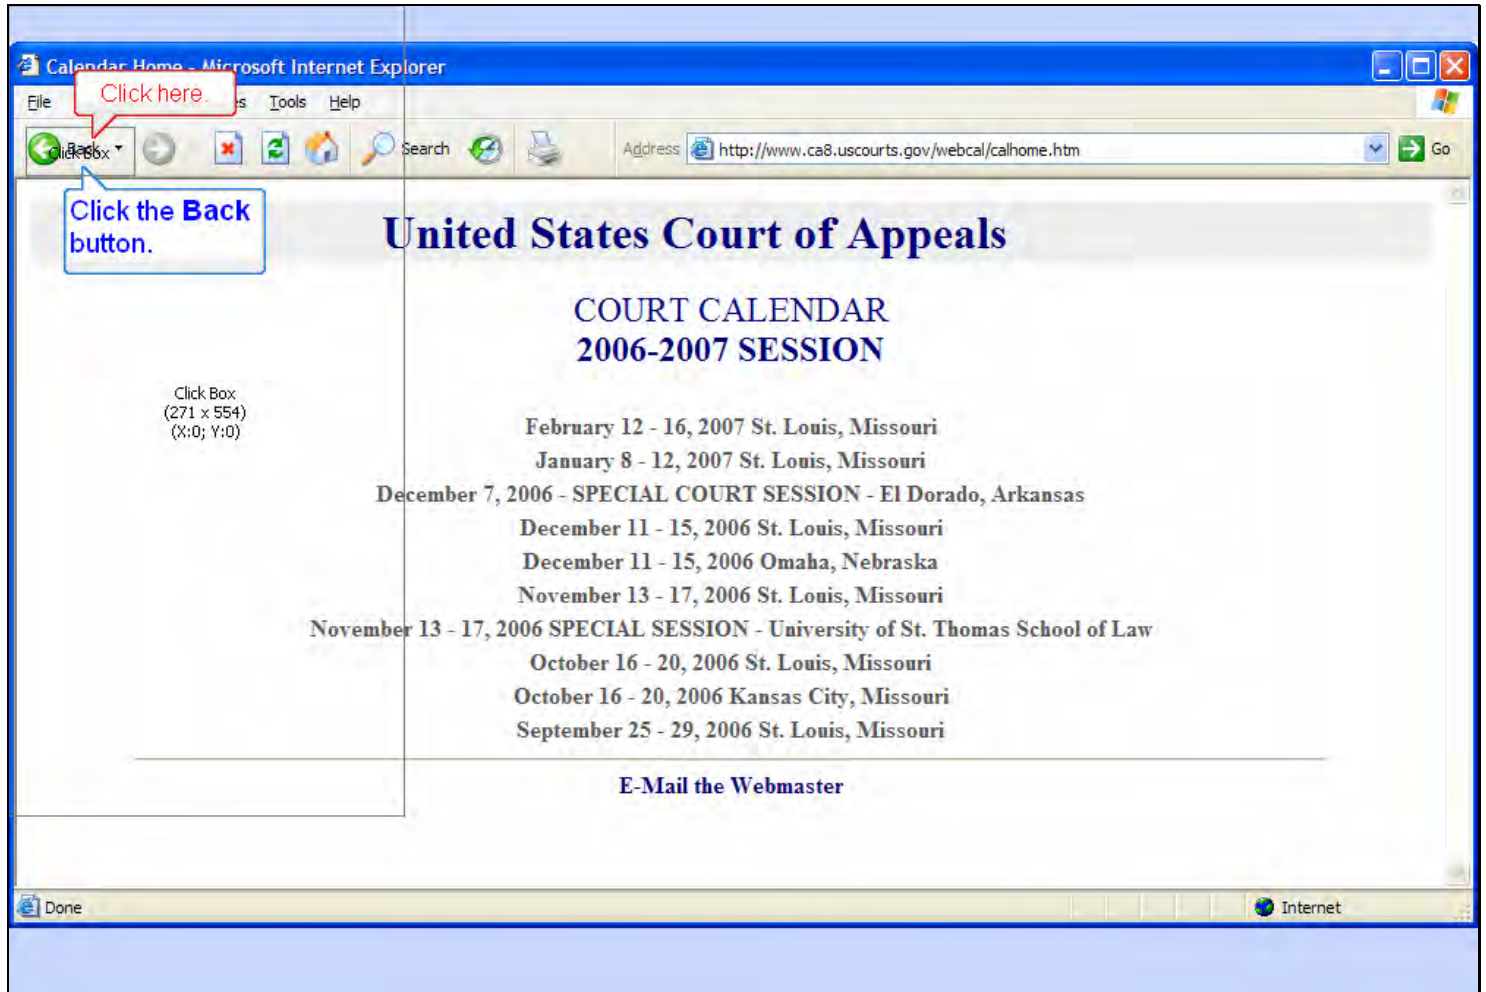 Calendar Home - Microsoft Internet Explorer
Click here.
File es Tools Help
Back Click Box Search Address http://www.ca8.uscourts.gov/webcal/calhome.htm Go
Click the Back
button.
United States Court of Appeals
COURT CALENDAR
2006-2007 SESSION
Click Box
(271 x 554)
(X:0; Y:0)
February 12 - 16, 2007 St. Louis, Missouri
January 8 - 12, 2007 St. Louis, Missouri
December 7, 2006 - SPECIAL COURT SESSION - El Dorado, Arkansas
December 11 - 15, 2006 St. Louis, Missouri
December 11 - 15, 2006 Omaha, Nebraska
November 13 - 17, 2006 St. Louis, Missouri
November 13 - 17, 2006 SPECIAL SESSION - University of St. Thomas School of Law
October 16 - 20, 2006 St. Louis, Missouri
October 16 - 20, 2006 Kansas City, Missouri
September 25 - 29, 2006 St. Louis, Missouri
E-Mail the Webmaster
Done Internet